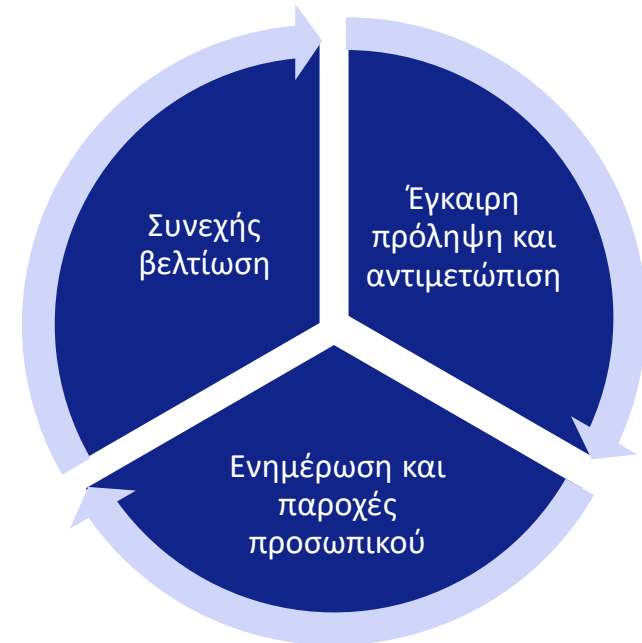 Έγκαιρη
πρόληψη και
αντιμετώπιση
Ενημέρωση και
παροχές
προσωπικού
Συνεχής
βελτίωση